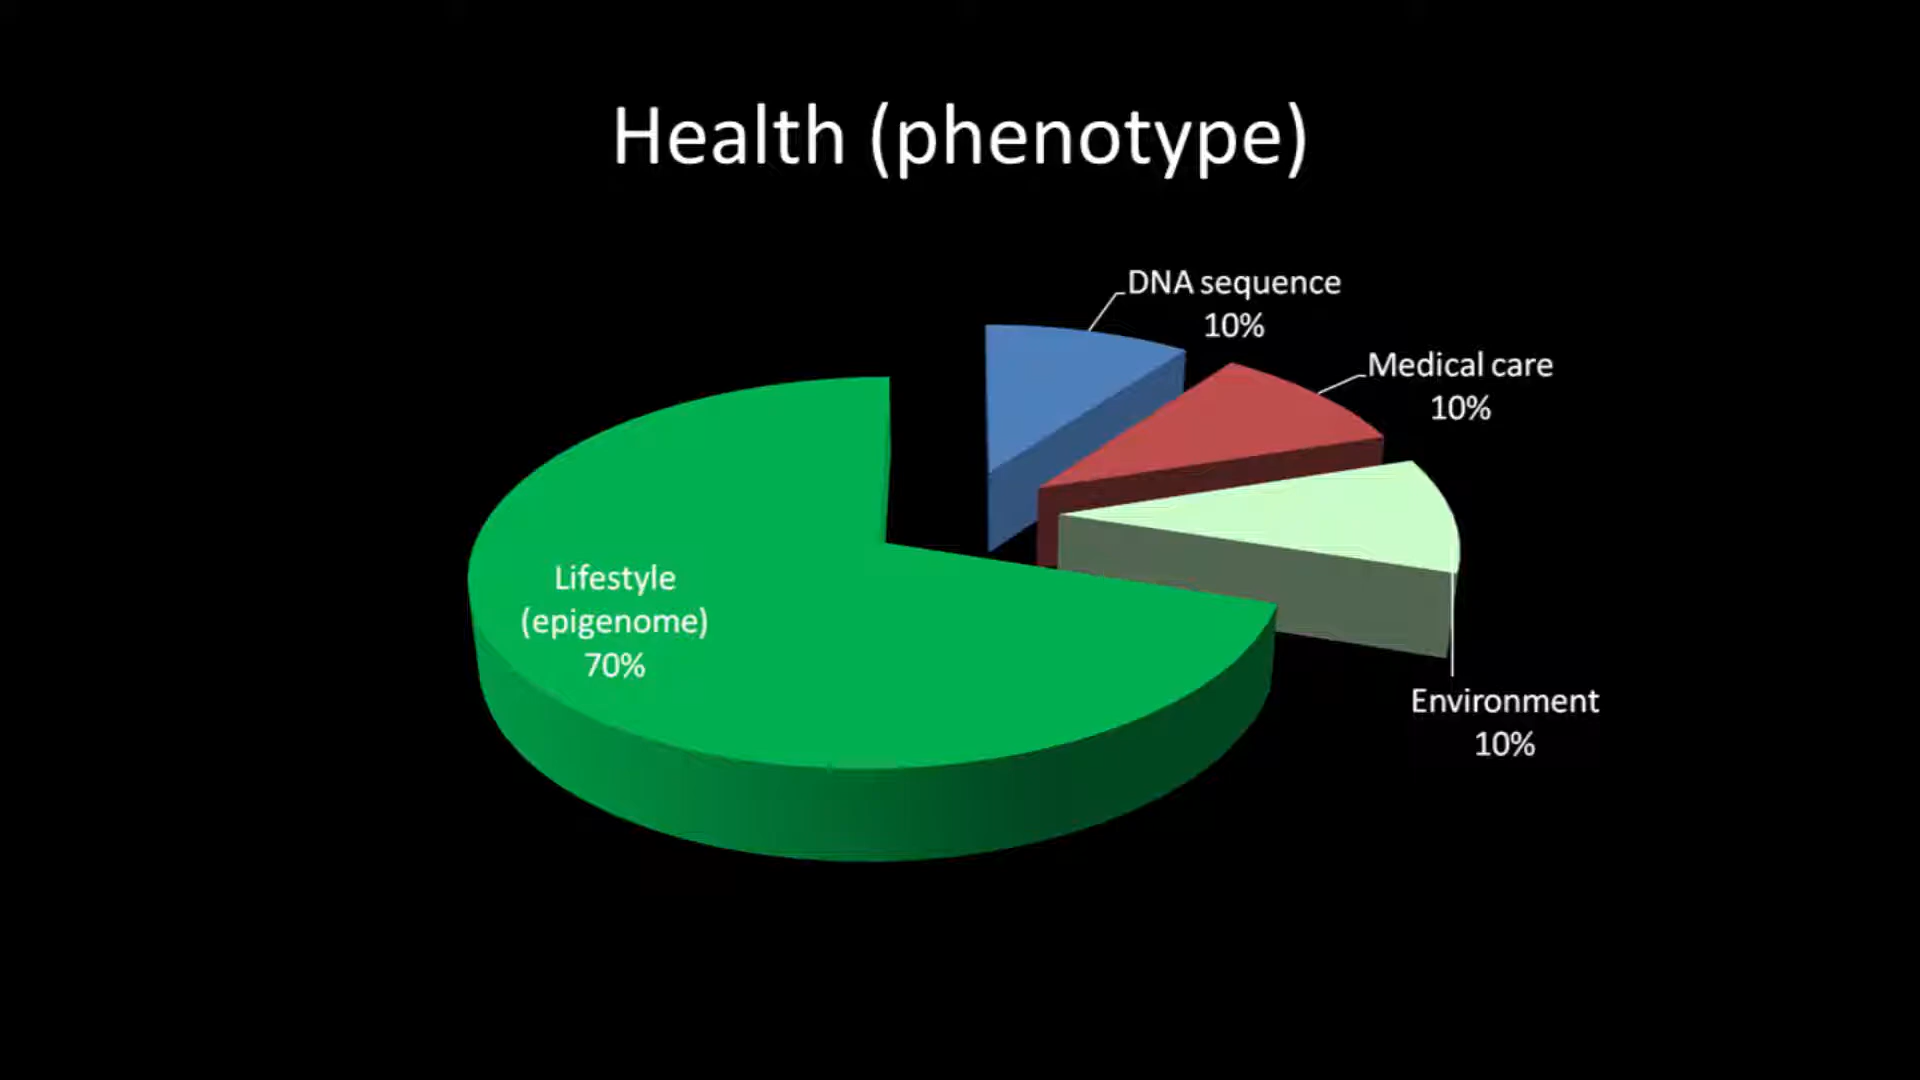 Health (phenotype)
DNA sequence
10%
Medical care
10%
Lifestyle
(epigenome)
70%
Environment
10%